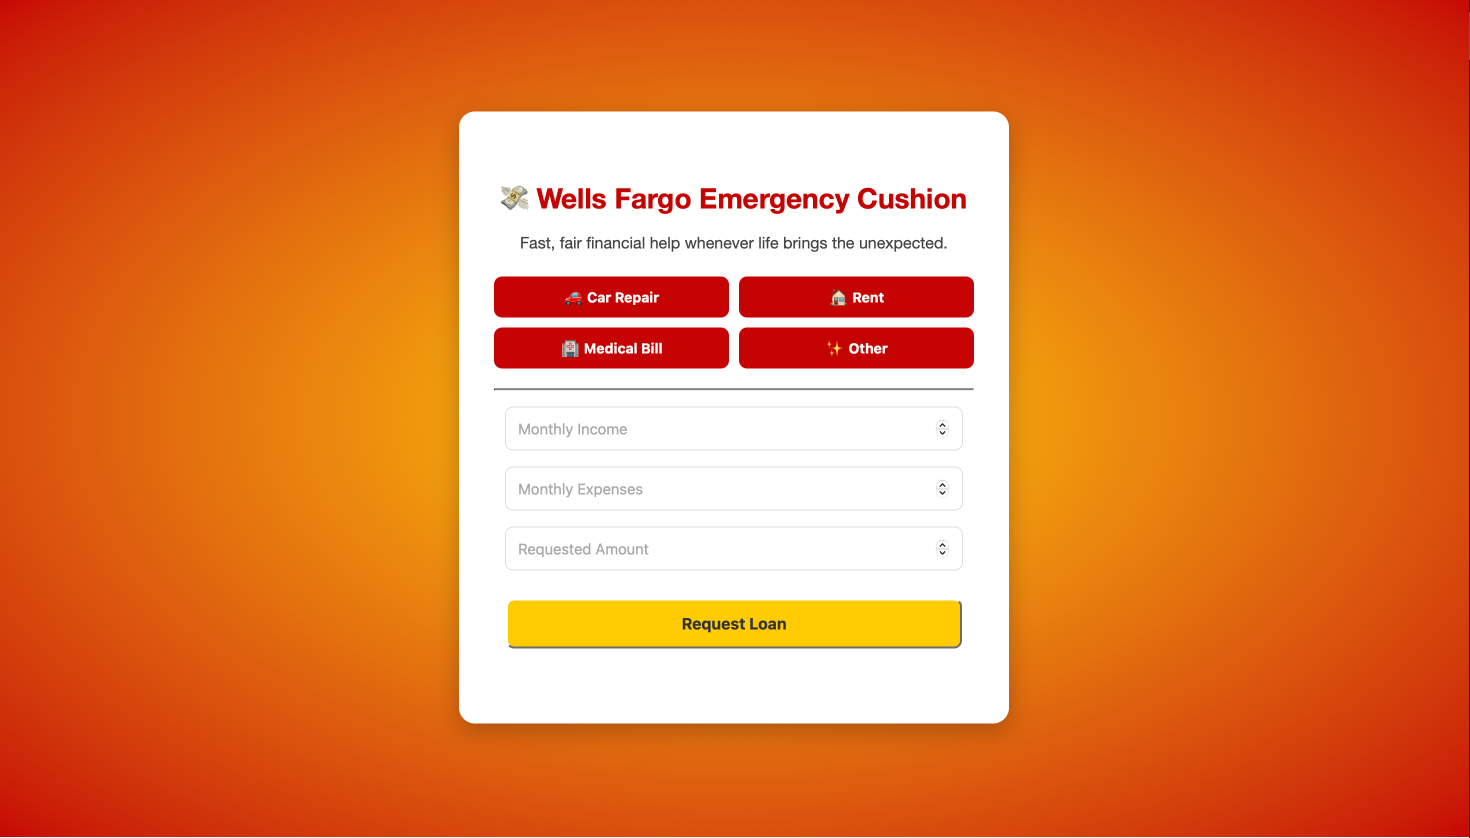 💸 Wells Fargo Emergency Cushion
Fast, fair financial help whenever life brings the unexpected.
🚗 Car Repair
🏠 Rent
🏥 Medical Bill
✨ Other
Monthly Income
Monthly Expenses
Requested Amount
Request Loan